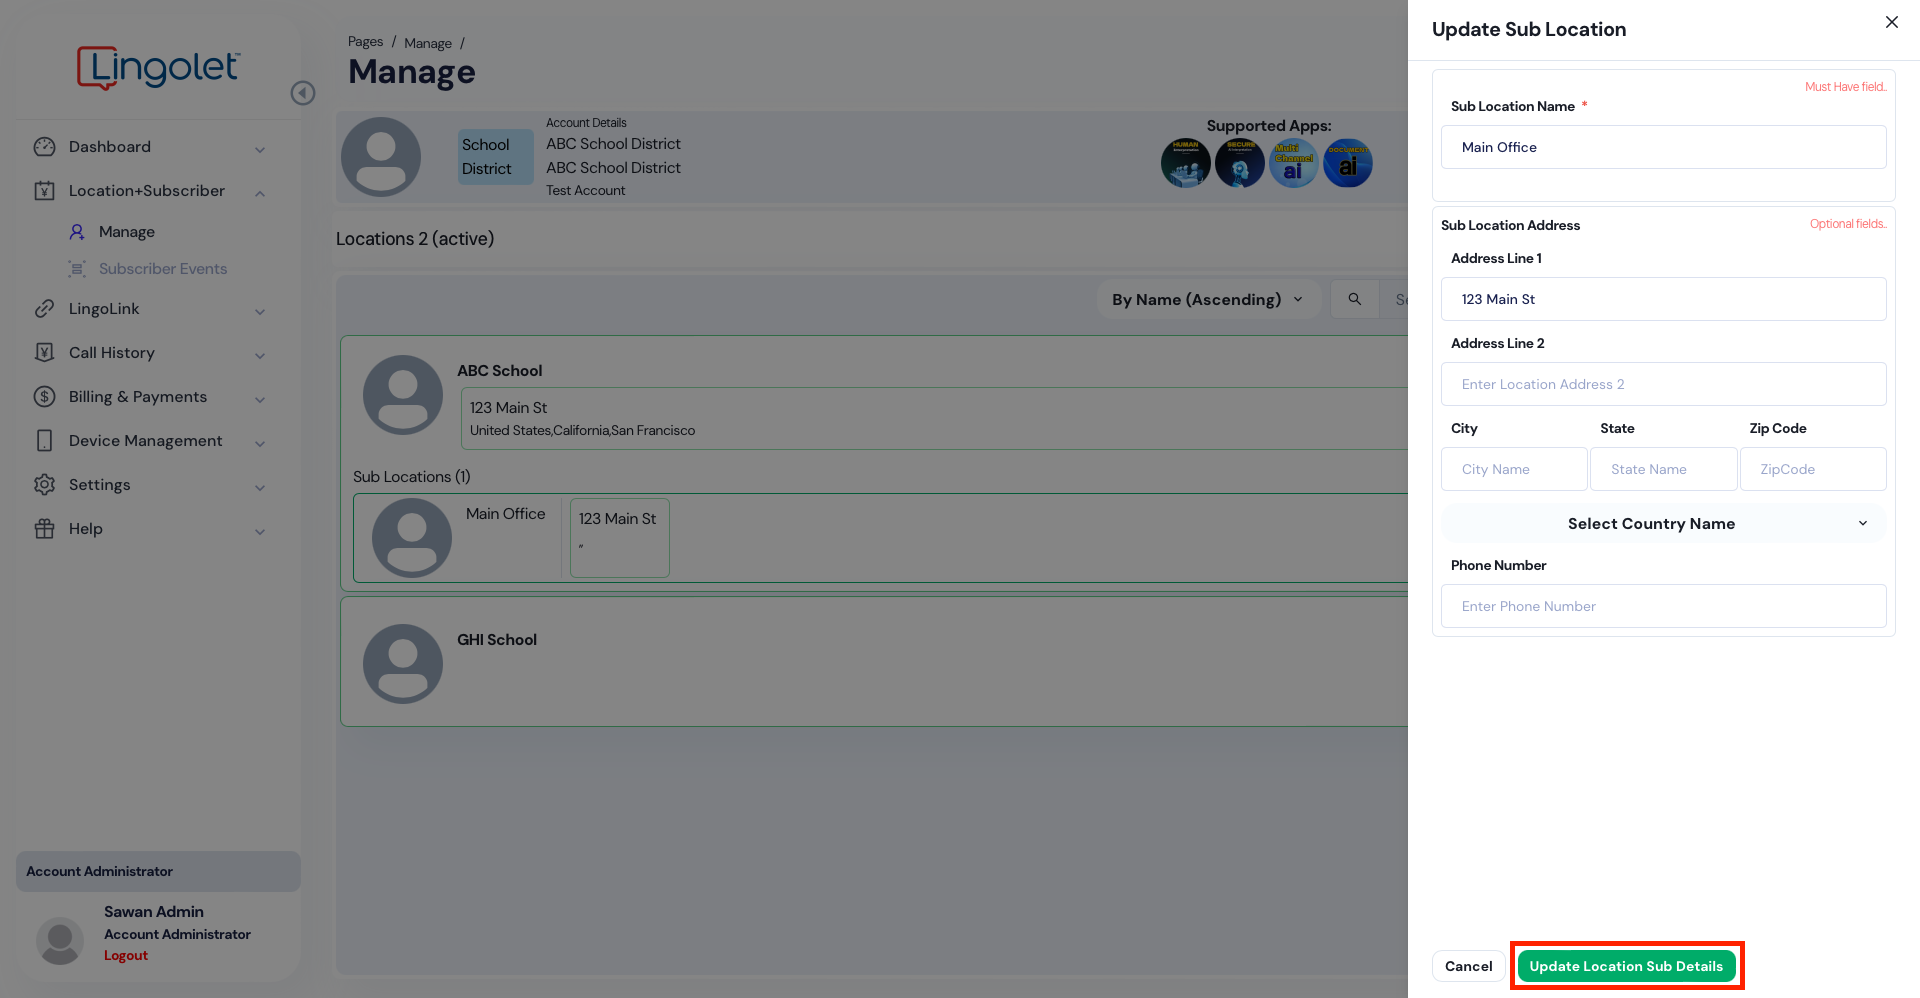 Lingolet™
Dashboard
Location+Subscriber
Manage
Subscriber Events
LingoLink
Call History
Billing & Payments
Device Management
Settings
Help
Account Administrator
Sawan Admin
Account Administrator
Logout
Pages / Manage /
Manage
School
District
Account Details
ABC School District
ABC School District
Test Account
Supported Apps:
HUMAN
SECURE
Multi
Channel
ai
DOCUMENT
ai
Locations 2 (active)
By Name (Ascending)
ABC School
123 Main St
United States,California,San Francisco
Sub Locations (1)
Main Office
123 Main St
,,
GHI School
Update Sub Location
Must Have field..
Sub Location Name *
Main Office
Sub Location Address
Optional fields..
Address Line 1
123 Main St
Address Line 2
Enter Location Address 2
City State Zip Code
City Name State Name ZipCode
Select Country Name
Phone Number
Enter Phone Number
Cancel
Update Location Sub Details